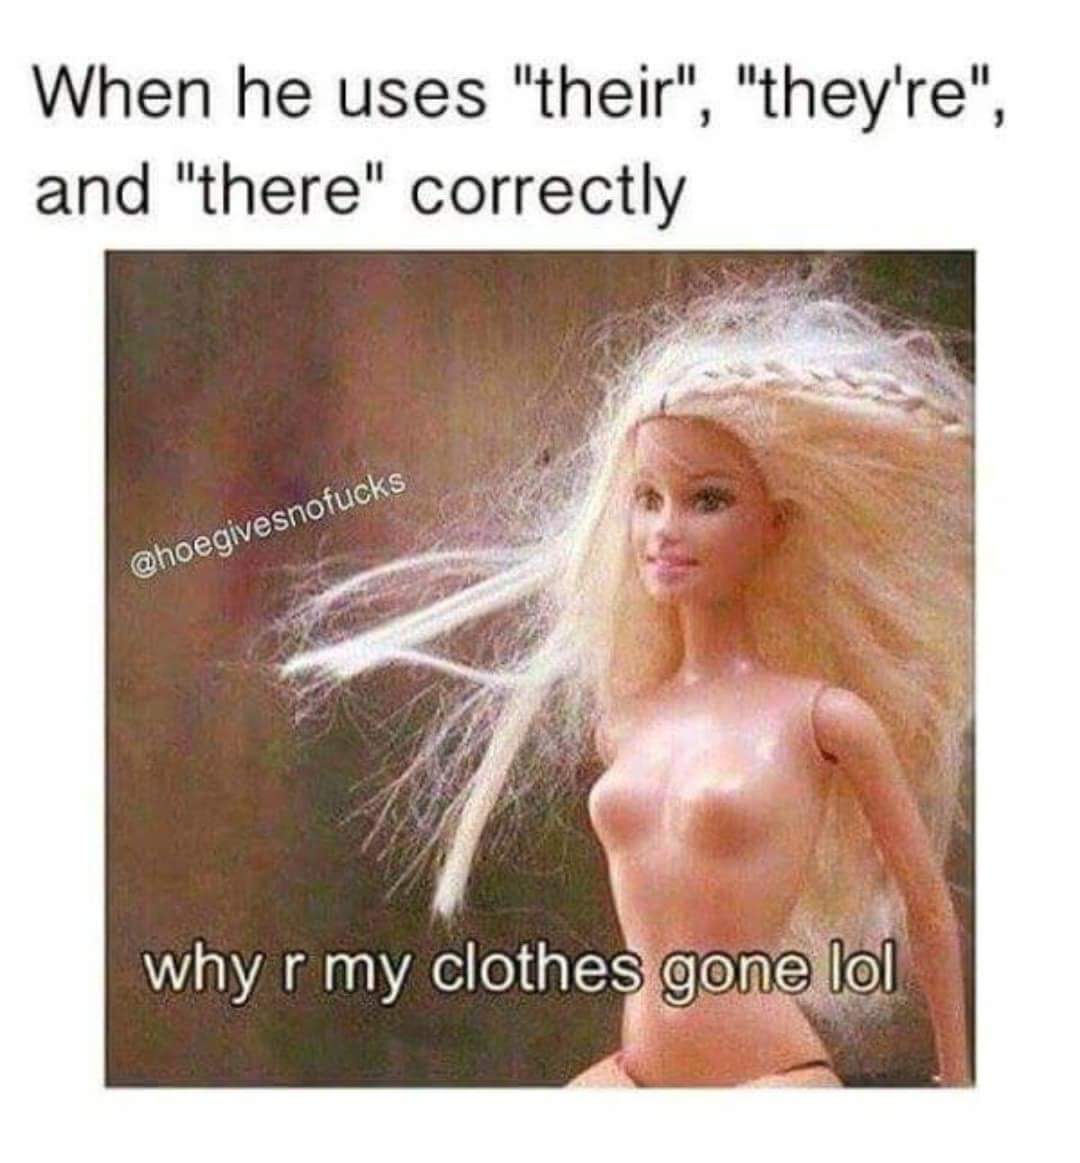 When he uses "their", "they're",
and "there" correctly
@hoegivesnofucks
why r my clothes gone lol